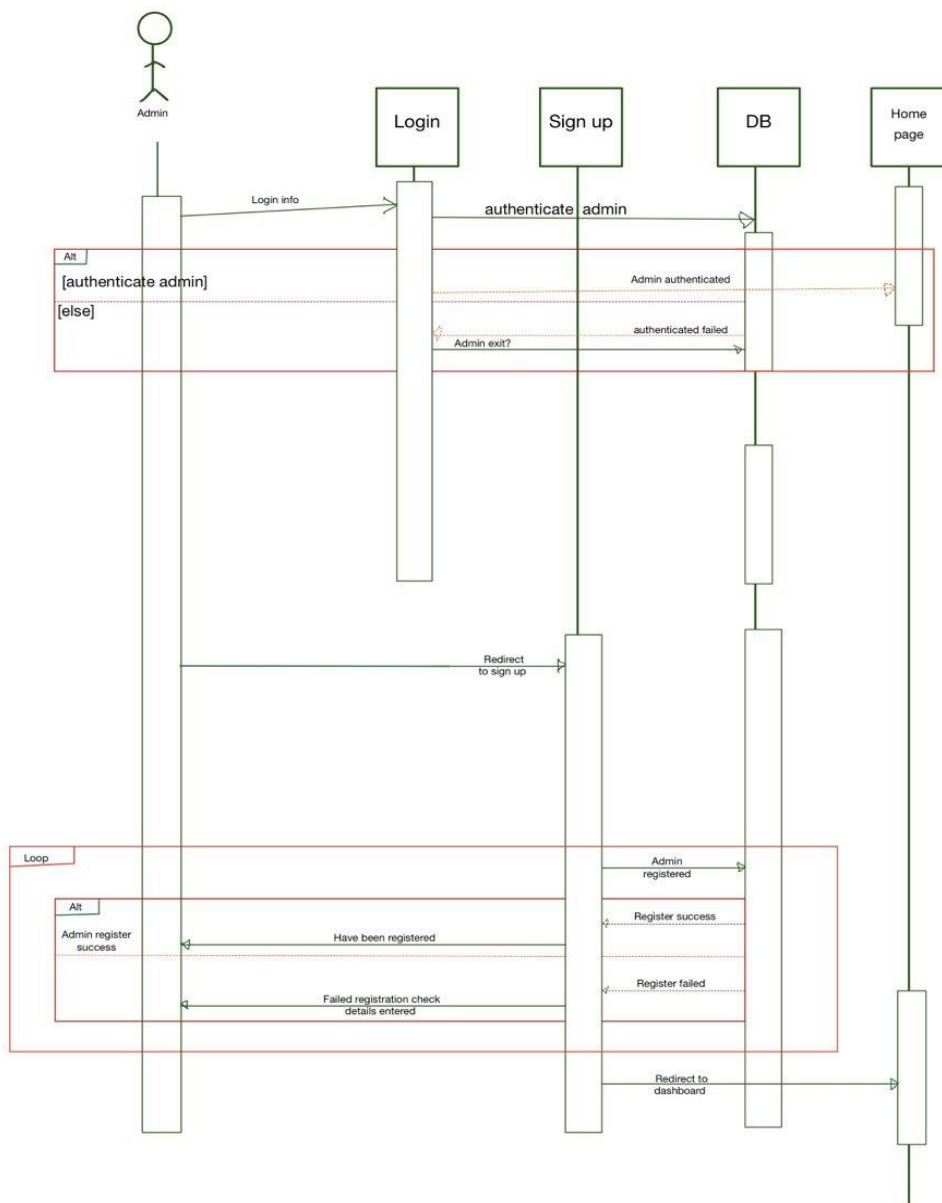 Admin
Login
Sign up
DB
Home
page
Login info
authenticate admin
Alt
[authenticate admin]
Admin authenticated
[else]
authenticated failed
Admin exit?
Redirect
to sign up
Loop
Admin
registered
Alt
Register success
Admin register
success
Have been registered
Register failed
Failed registration check
details entered
Redirect to
dashboard